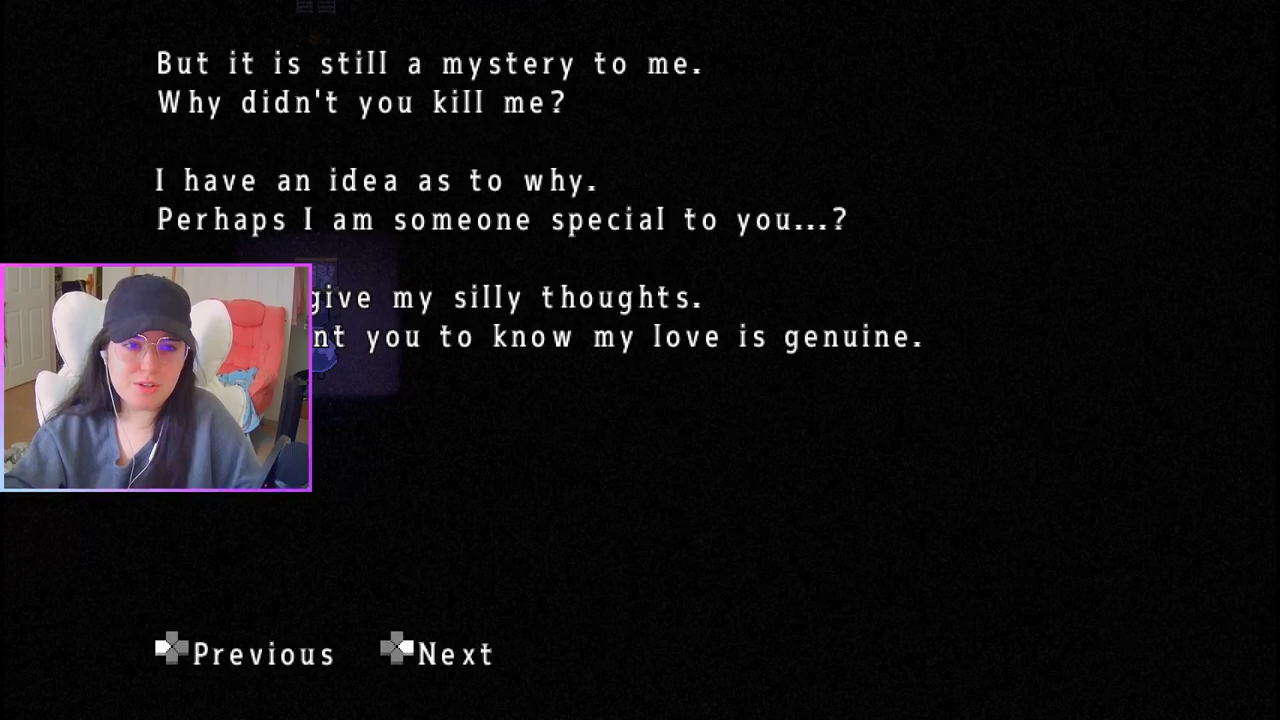 But it is still a mystery to me.
Why didn't you kill me?
I have an idea as to why.
Perhaps I am someone special to you...?
give my silly thoughts.
nt you to know my love is genuine.
Previous Next